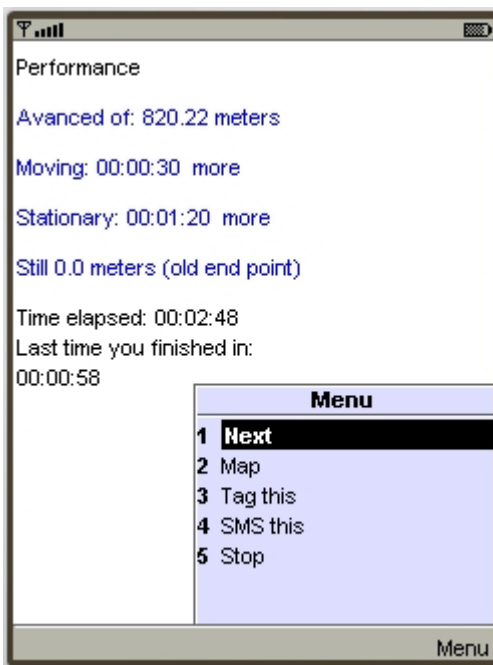 Performance
Avanced of: 820.22 meters
Moving: 00:00:30 more
Stationary: 00:01:20 more
Still 0.0 meters (old end point)
Time elapsed: 00:02:48
Last time you finished in:
00:00:58
Menu
1 Next
2 Map
3 Tag this
4 SMS this
5 Stop
Menu